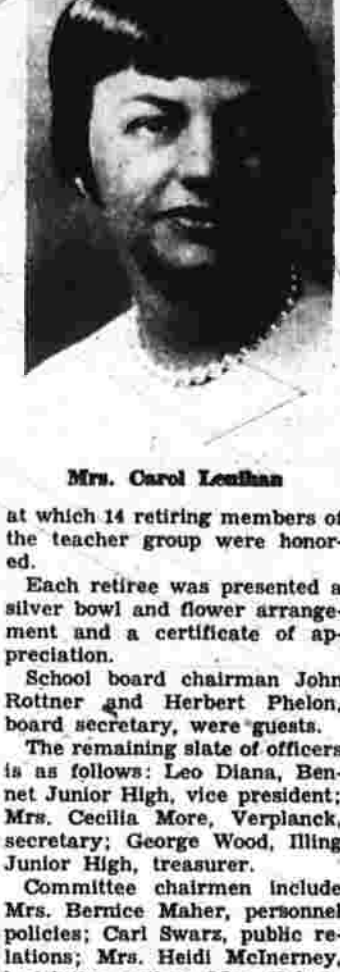 Mrs. Carol Lenihan
at which 14 retiring members of
the teacher group were honor-
ed.
Each retiree was presented a
silver bowl and flower arrange-
ment and a certificate of ap-
preciation.
School board chairman John
Rottner and Herbert Phelon,
board secretary, were guests.
The remaining slate of officers
is as follows: Leo Diana, Ben-
net Junior High, vice president;
Mrs. Cecilia More, Verplanck,
secretary; George Wood, Illing
Junior High, treasurer.
Committee chairmen include
Mrs. Bernice Maher, personnel
policies; Carl Swarz, public re-
lations; Mrs. Heidi McInerney,